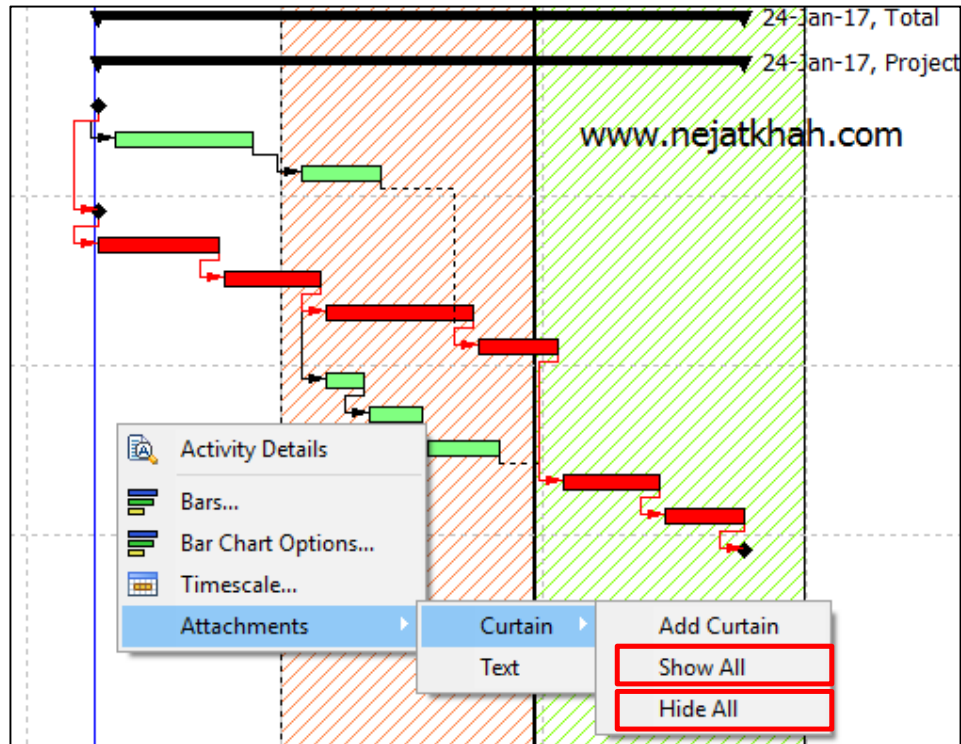 24-Jan-17, Total
24-Jan-17, Project
www.nejatkhah.com
Activity Details
Bars...
Bar Chart Options...
Timescale...
Attachments
Curtain
Add Curtain
Text
Show All
Hide All